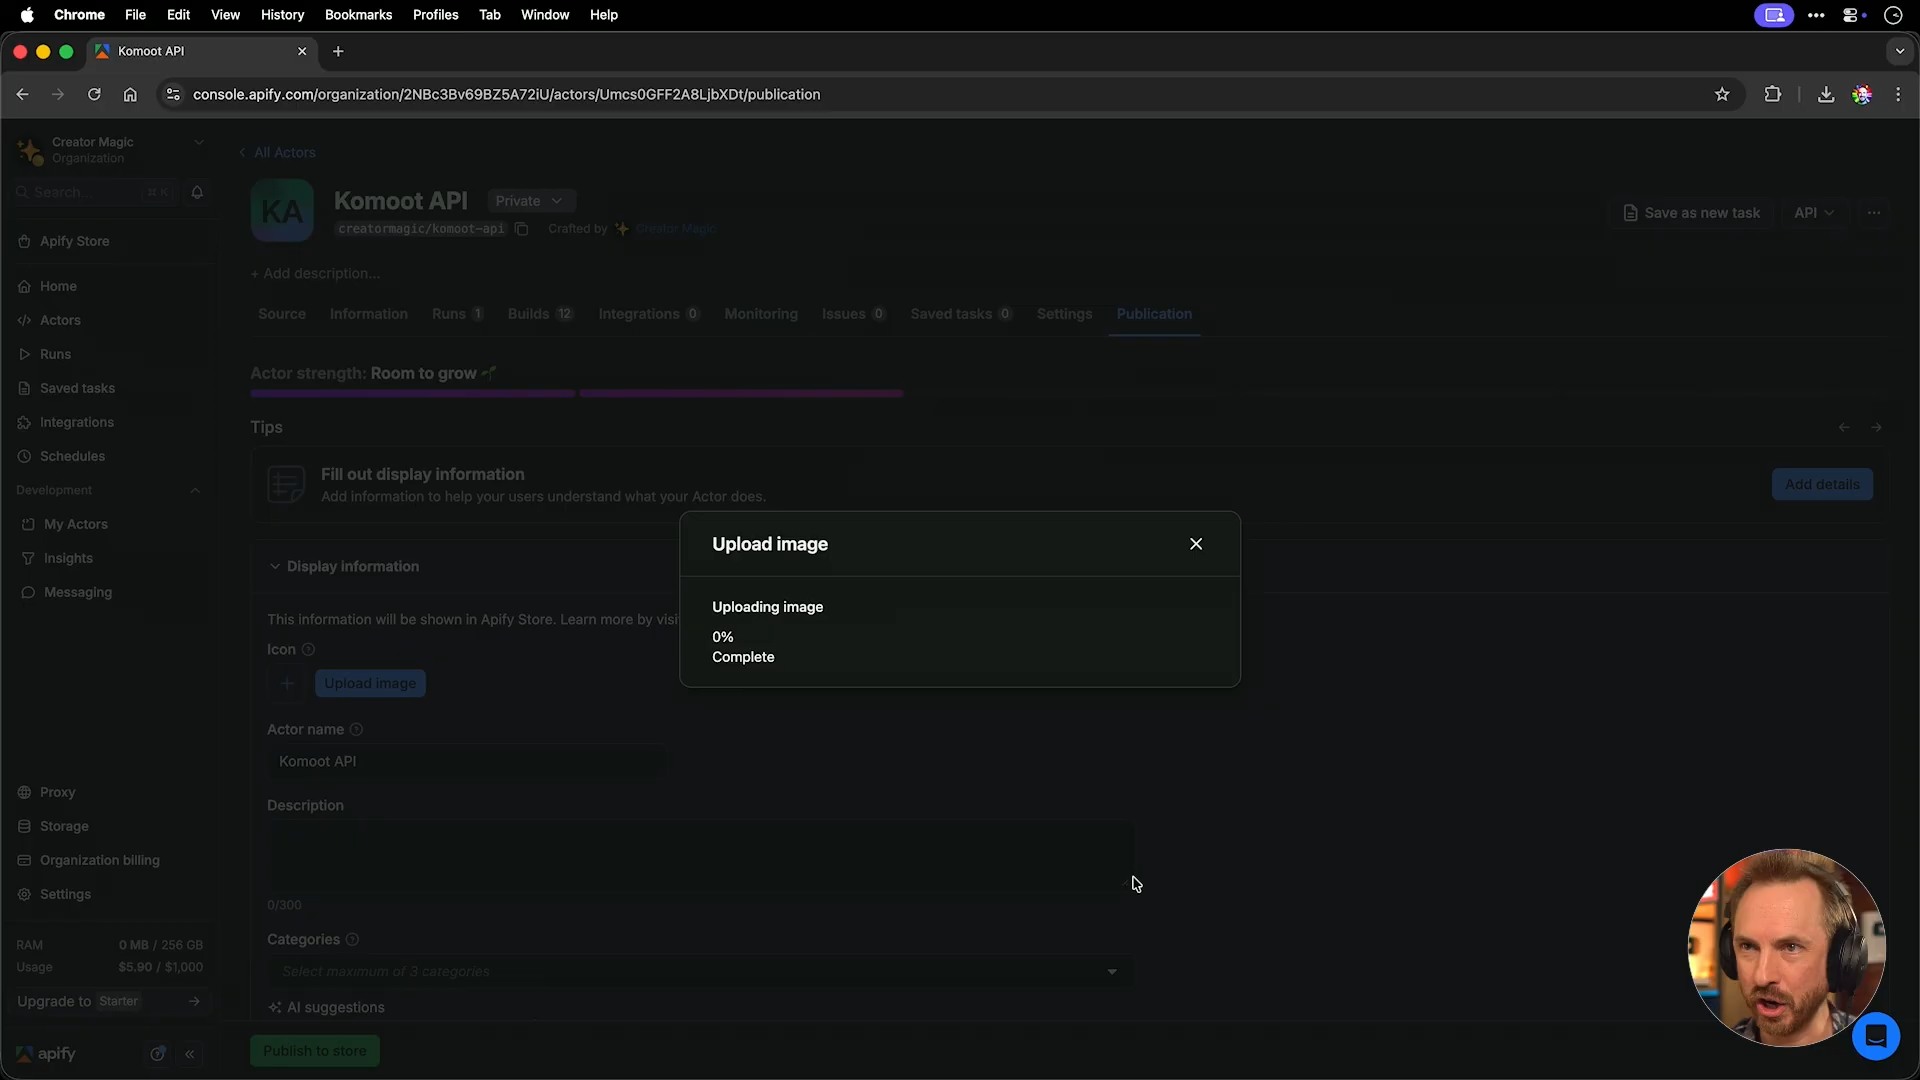 Chrome File Edit View History Bookmarks Profiles Tab Window Help
Komoot API
console.apify.com/organization/2NBc3Bv69BZ5A72iU/actors/Umcs0GFF2A8LjbXDt/publication
Creator Magic
Organization
Search... ⌘ K
Apify Store
Home
Actors
Runs
Saved tasks
Integrations
Schedules
Development
My Actors
Insights
Messaging
Proxy
Storage
Organization billing
Settings
RAM 0 MB / 256 GB
Usage $5.90 / $1,000
Upgrade to Starter
apify
All Actors
KA
Komoot API Private
creatormagic/komoot-api Crafted by Creator Magic
Save as new task API
+ Add description...
Source Information Runs 1 Builds 12 Integrations 0 Monitoring Issues 0 Saved tasks 0 Settings Publication
Actor strength: Room to grow
Tips
Fill out display information
Add information to help your users understand what your Actor does.
Add details
Display information
This information will be shown in Apify Store. Learn more by visi
Icon
Upload image
Actor name
Komoot API
Description
0/300
Categories
Select maximum of 3 categories
AI suggestions
Publish to store
Upload image
Uploading image
0%
Complete